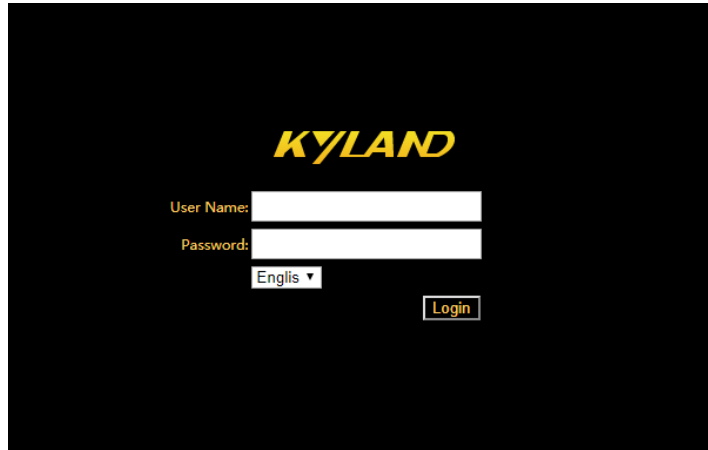 KYLAND
User Name:
Password:
Englis ▼
Login